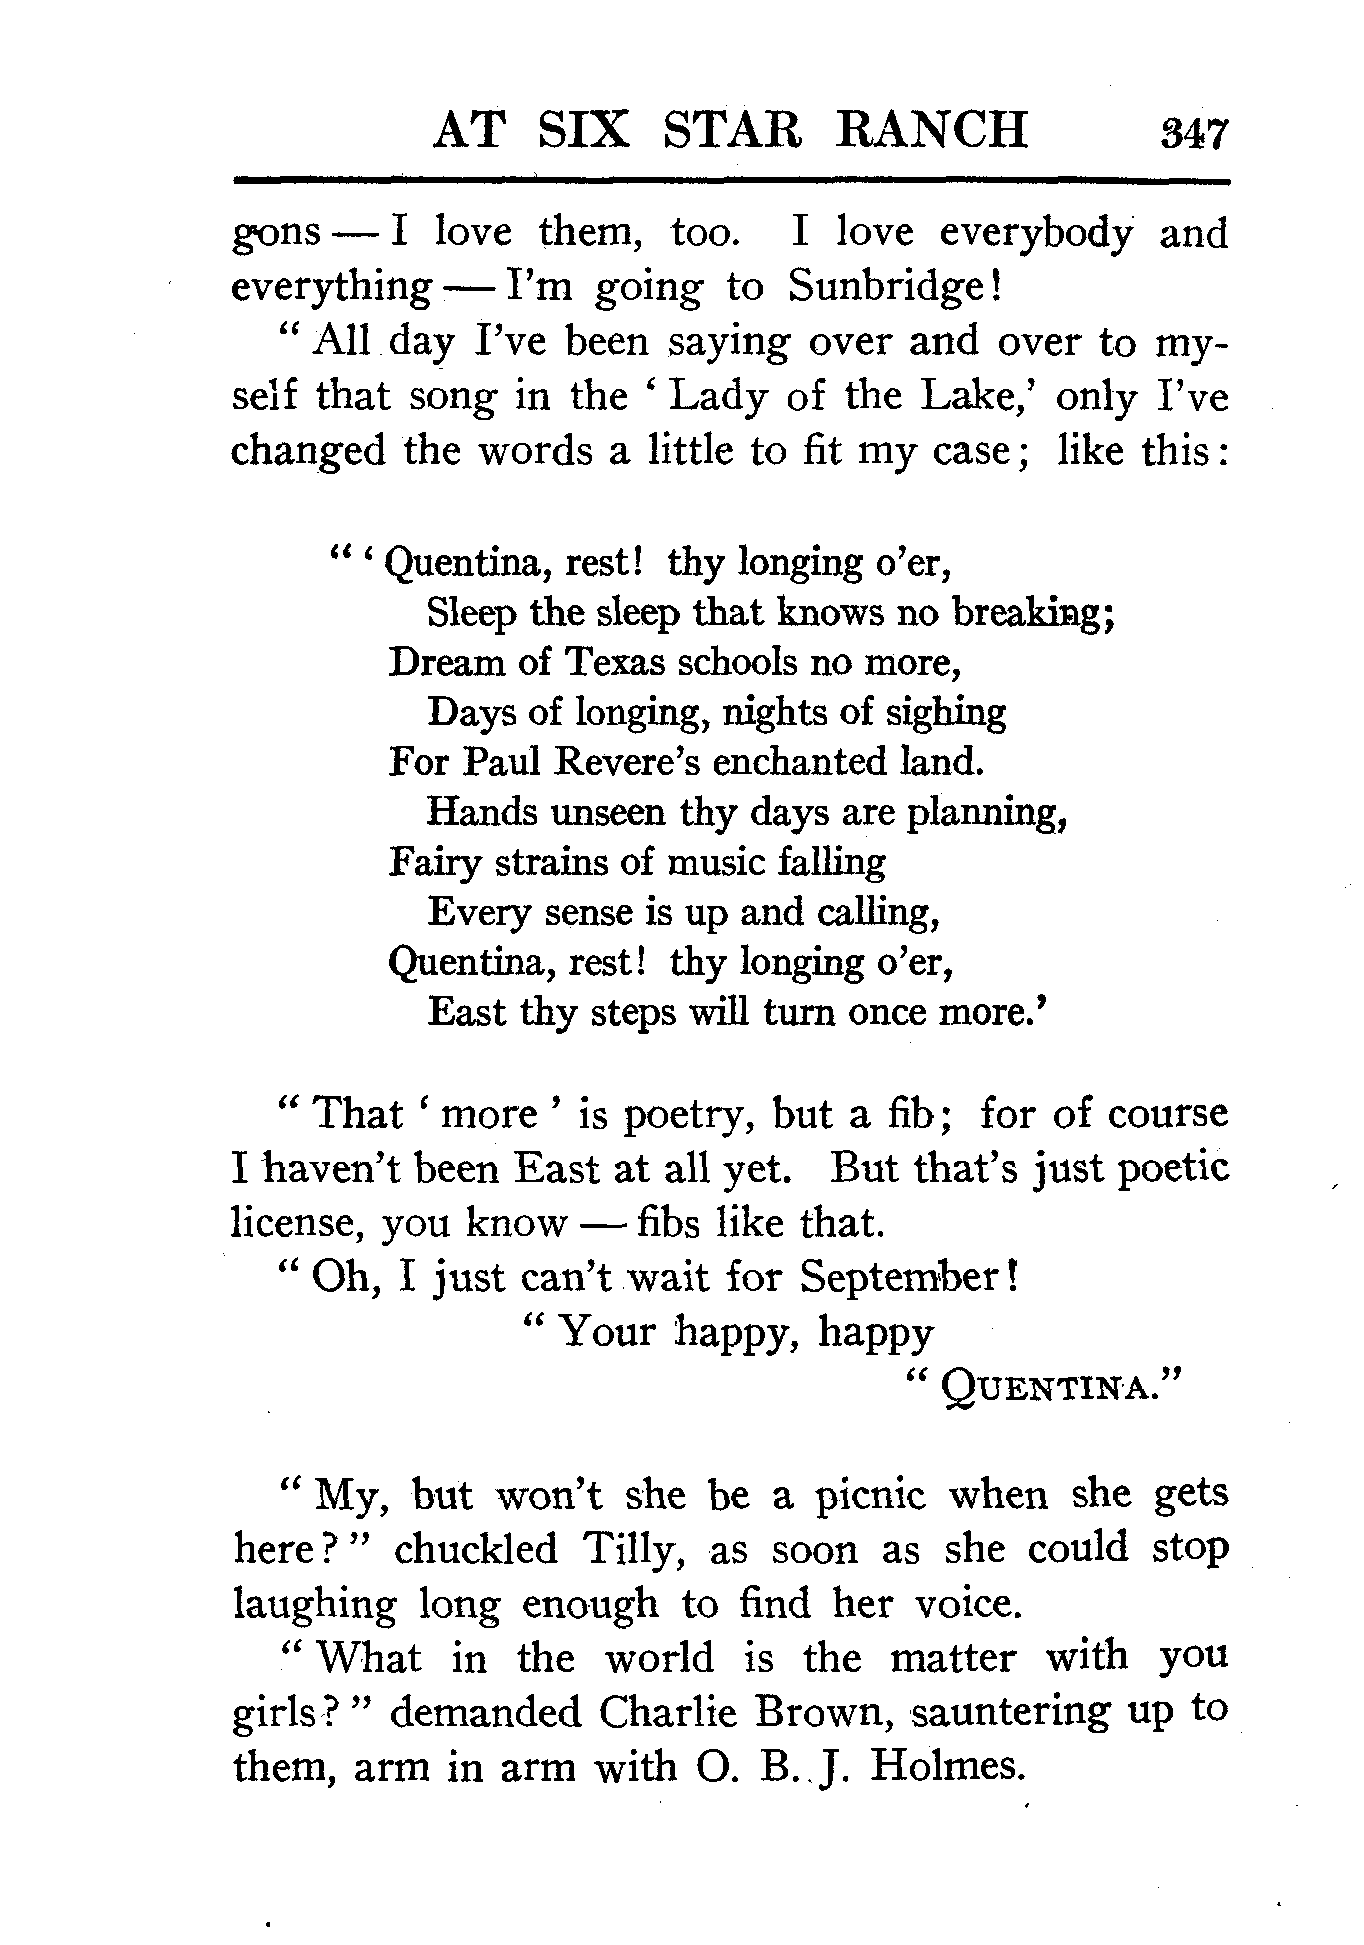 AT SIX STAR RANCH 347
gons — I love them, too. I love everybody and
everything — I'm going to Sunbridge!
" All day I've been saying over and over to my-
self that song in the ' Lady of the Lake,' only I've
changed the words a little to fit my case; like this:
" ' Quentina, rest! thy longing o'er,
Sleep the sleep that knows no breaking;
Dream of Texas schools no more,
Days of longing, nights of sighing
For Paul Revere's enchanted land.
Hands unseen thy days are planning,
Fairy strains of music falling
Every sense is up and calling,
Quentina, rest! thy longing o'er,
East thy steps will turn once more.'
" That ' more ' is poetry, but a fib; for of course
I haven't been East at all yet. But that's just poetic
license, you know — fibs like that.
" Oh, I just can't wait for September!
" Your happy, happy
" QUENTINA."
" My, but won't she be a picnic when she gets
here? " chuckled Tilly, as soon as she could stop
laughing long enough to find her voice.
" What in the world is the matter with you
girls? " demanded Charlie Brown, sauntering up to
them, arm in arm with O. B. J. Holmes.